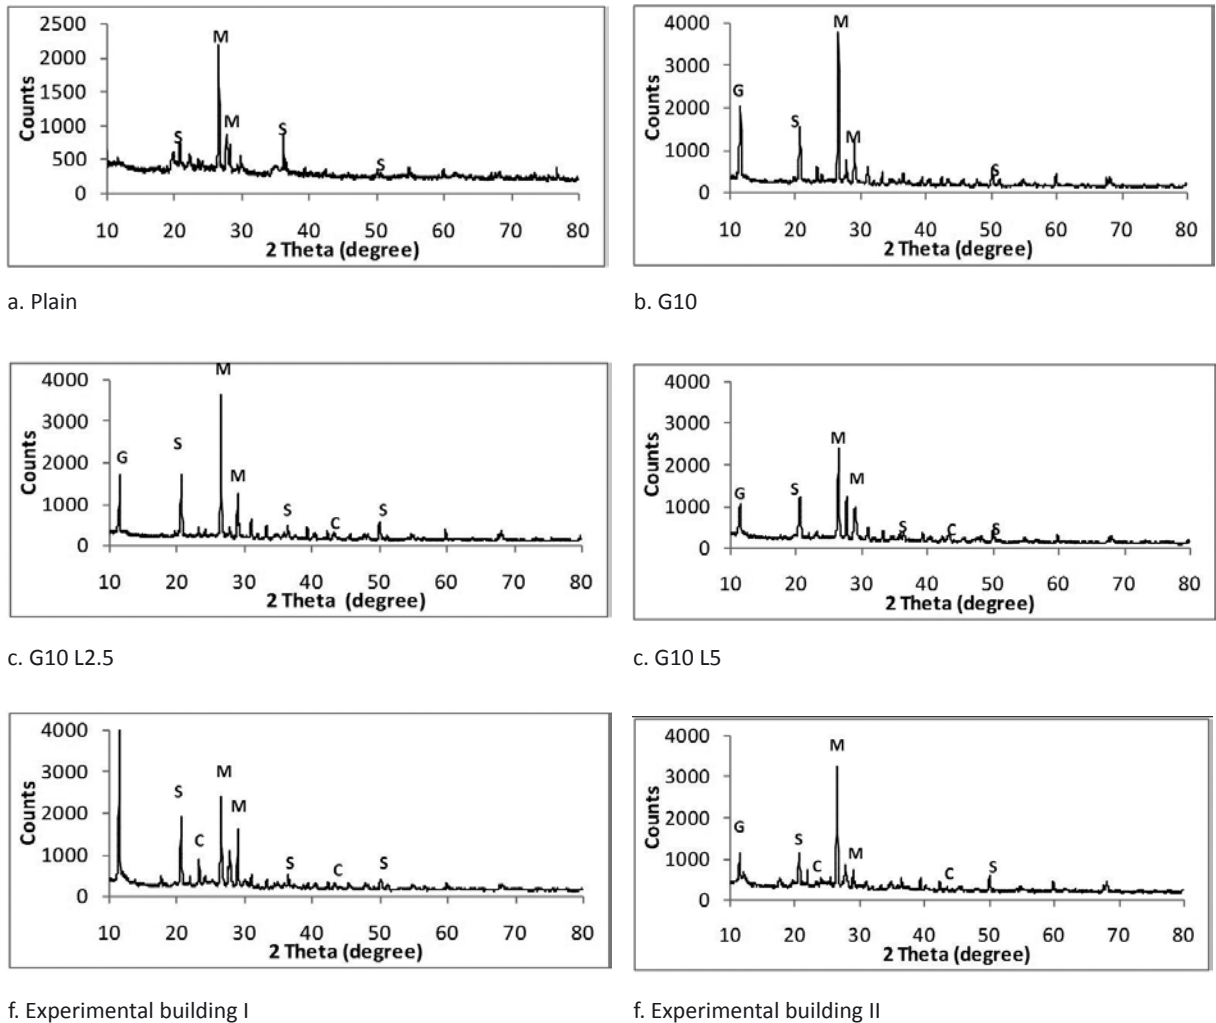 2500
2000
1500
1000
500
0
Counts
M
M
S
S
S
10 20 30 40 50 60 70 80
2 Theta (degree)
a. Plain
4000
3000
2000
1000
0
Counts
M
G
S
M
S
10 20 30 40 50 60 70 80
2 Theta (degree)
b. G10
4000
3000
2000
1000
0
Counts
M
S
G
M
S
C
S
10 20 30 40 50 60 70 80
2 Theta (degree)
c. G10 L2.5
4000
3000
2000
1000
0
Counts
M
M
G
S
S
C
S
10 20 30 40 50 60 70 80
2 Theta (degree)
c. G10 L5
4000
3000
2000
1000
0
Counts
M
S
M
C
S
C
S
10 20 30 40 50 60 70 80
2 Theta (degree)
f. Experimental building I
4000
3000
2000
1000
0
Counts
M
G
S
M
C
C
S
10 20 30 40 50 60 70 80
2 Theta (degree)
f. Experimental building II